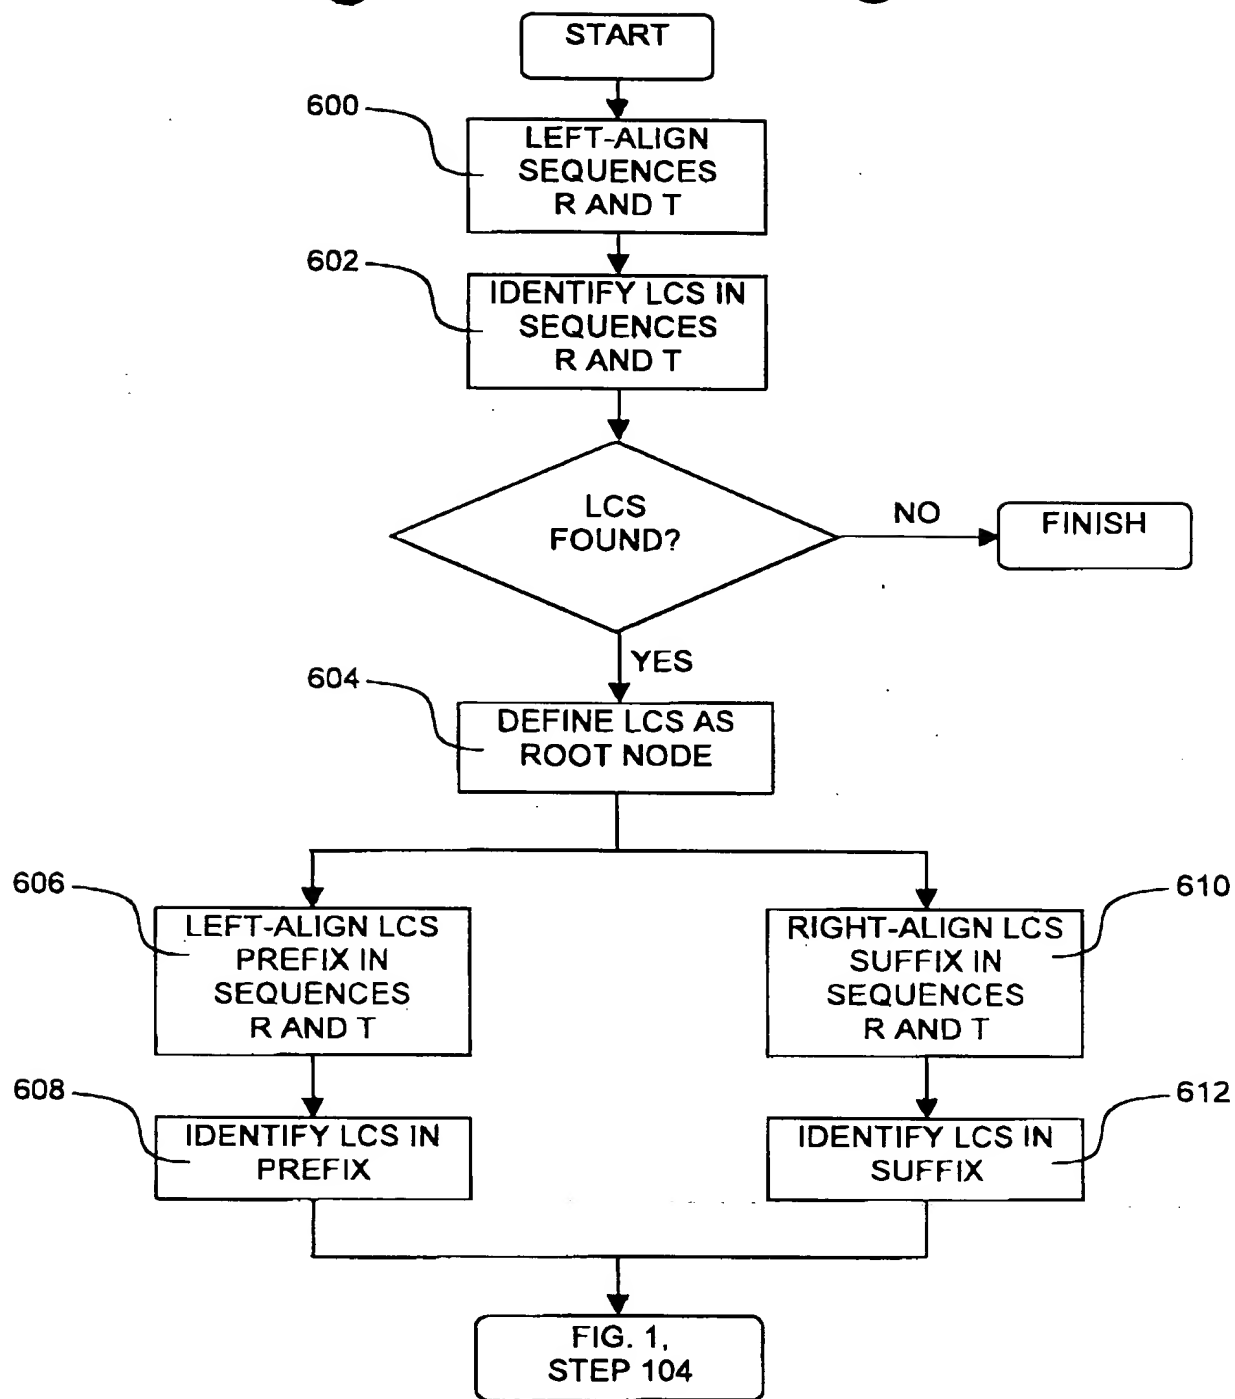 START
600
LEFT-ALIGN
SEQUENCES
R AND T
602
IDENTIFY LCS IN
SEQUENCES
R AND T
LCS
FOUND?
NO
FINISH
YES
604
DEFINE LCS AS
ROOT NODE
606
LEFT-ALIGN LCS
PREFIX IN
SEQUENCES
R AND T
610
RIGHT-ALIGN LCS
SUFFIX IN
SEQUENCES
R AND T
608
IDENTIFY LCS IN
PREFIX
612
IDENTIFY LCS IN
SUFFIX
FIG. 1,
STEP 104